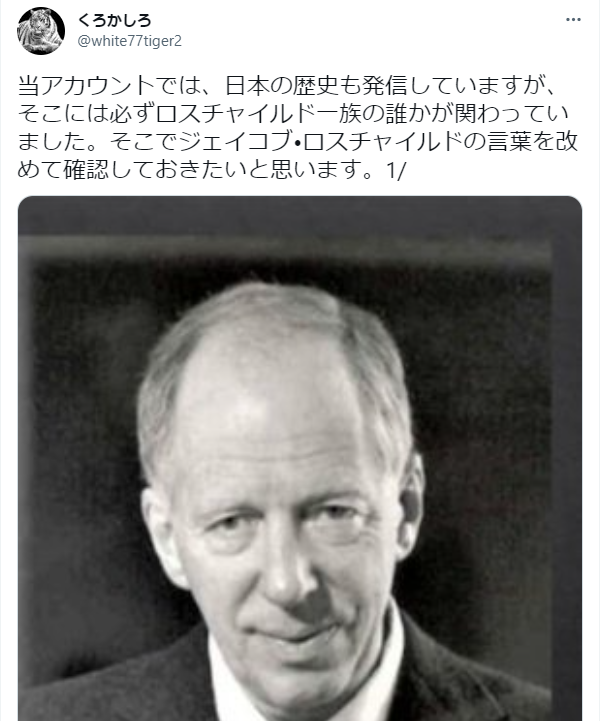 くろかしろ
@white77tiger2
当アカウントでは、日本の歴史も発信していますが、
そこには必ずロスチャイルド一族の誰かが関わってい
ました。そこでジェイコブ•ロスチャイルドの言葉を改
めて確認しておきたいと思います。1/